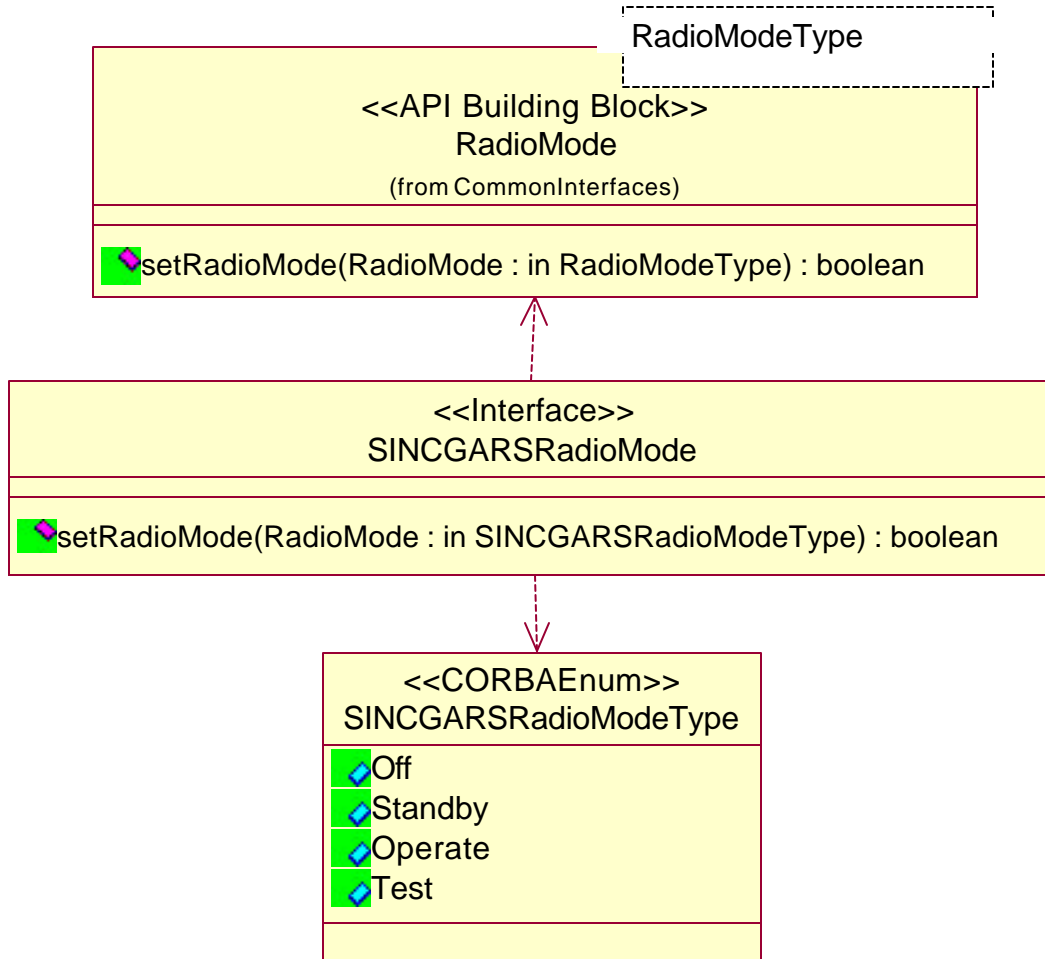 RadioModeType
<<API Building Block>>
RadioMode
(from CommonInterfaces)
setRadioMode(RadioMode : in RadioModeType) : boolean
<<Interface>>
SINCGARSRadioMode
setRadioMode(RadioMode : in SINCGARSRadioModeType) : boolean
<<CORBAEnum>>
SINCGARSRadioModeType
Off
Standby
Operate
Test